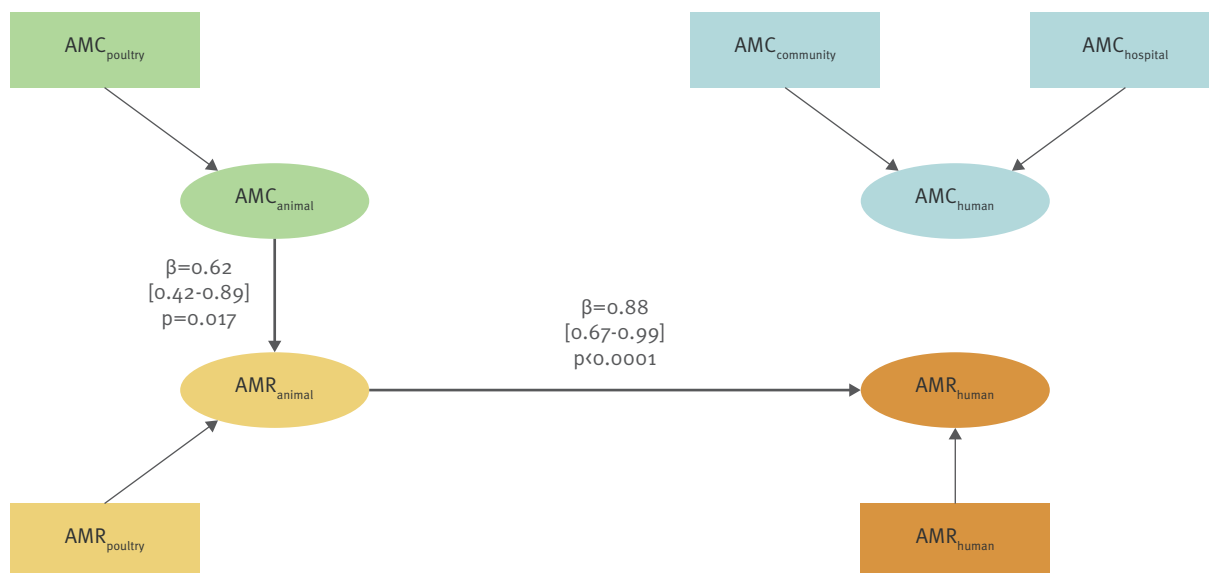 AMCpoultry
AMCcommunity
AMChospital
AMCanimal
AMChuman
β=0.62
[0.42-0.89]
p=0.017
β=0.88
[0.67-0.99]
p<0.0001
AMRanimal
AMRhuman
AMRpoultry
AMRhuman